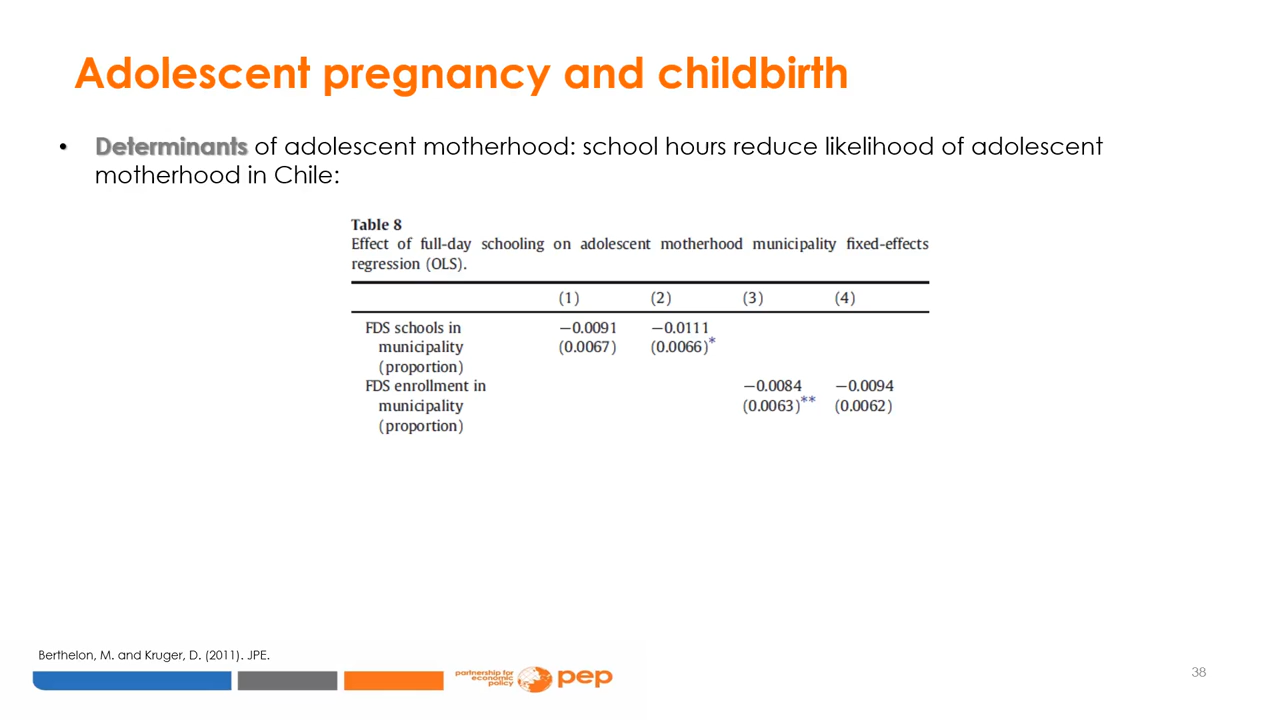 Adolescent pregnancy and childbirth
• Determinants of adolescent motherhood: school hours reduce likelihood of adolescent
motherhood in Chile:
Table 8
Effect of full-day schooling on adolescent motherhood municipality fixed-effects
regression (OLS).
(1) (2) (3) (4)
FDS schools in −0.0091 −0.0111
municipality (0.0067) (0.0066)*
(proportion)
FDS enrollment in −0.0084 −0.0094
municipality (0.0063)** (0.0062)
(proportion)
Berthelon, M. and Kruger, D. (2011). JPE.
partnership for
economic
policy
pep
38